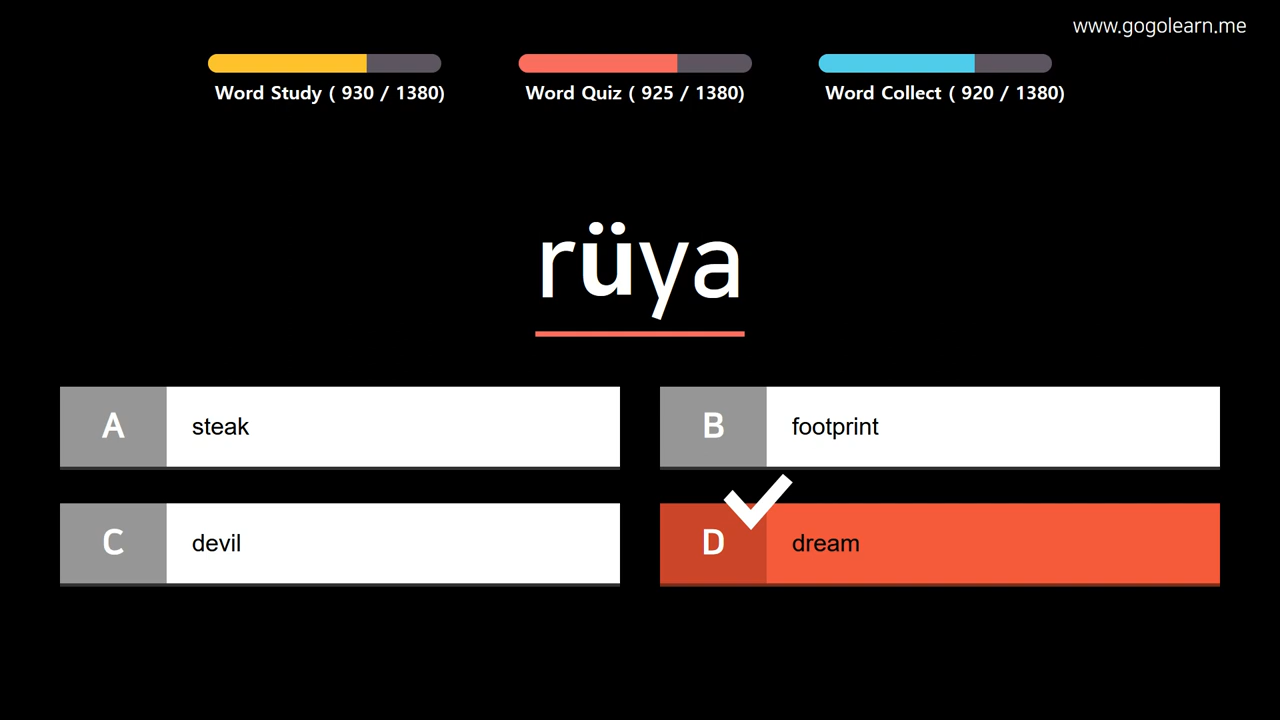 www.gogolearn.me
Word Study ( 930 / 1380)
Word Quiz ( 925 / 1380)
Word Collect ( 920 / 1380)
rüya
A steak
B footprint
C devil
D dream